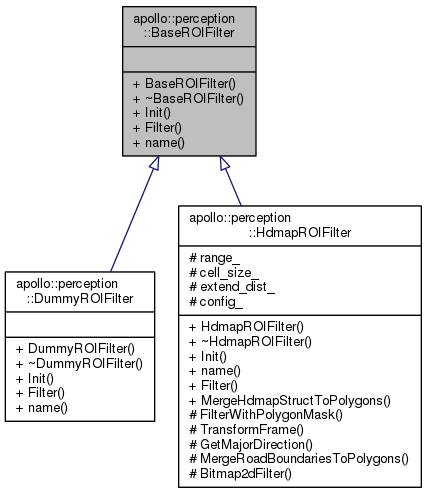 apollo::perception
::BaseROIFilter
+ BaseROIFilter()
+ ~BaseROIFilter()
+ Init()
+ Filter()
+ name()
apollo::perception
::DummyROIFilter
+ DummyROIFilter()
+ ~DummyROIFilter()
+ Init()
+ Filter()
+ name()
apollo::perception
::HdmapROIFilter
# range_
# cell_size_
# extend_dist_
# config_
+ HdmapROIFilter()
+ ~HdmapROIFilter()
+ Init()
+ name()
+ Filter()
+ MergeHdmapStructToPolygons()
# FilterWithPolygonMask()
# TransformFrame()
# GetMajorDirection()
# MergeRoadBoundariesToPolygons()
# Bitmap2dFilter()